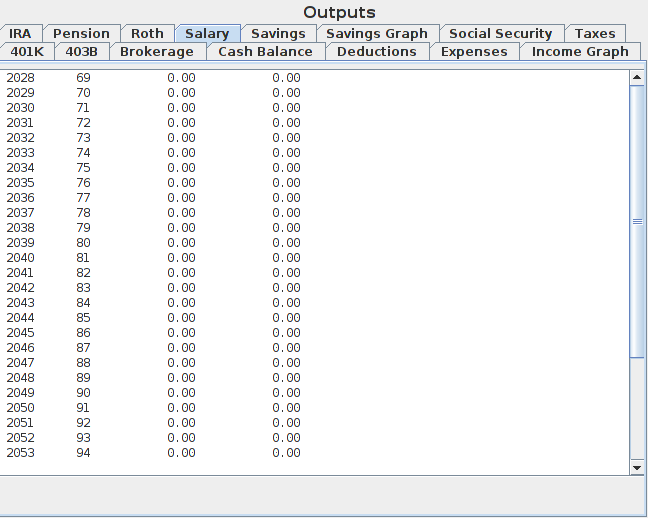 Outputs
IRA Pension Roth Salary Savings Savings Graph Social Security Taxes
401K 403B Brokerage Cash Balance Deductions Expenses Income Graph
2028 69 0.00 0.00
2029 70 0.00 0.00
2030 71 0.00 0.00
2031 72 0.00 0.00
2032 73 0.00 0.00
2033 74 0.00 0.00
2034 75 0.00 0.00
2035 76 0.00 0.00
2036 77 0.00 0.00
2037 78 0.00 0.00
2038 79 0.00 0.00
2039 80 0.00 0.00
2040 81 0.00 0.00
2041 82 0.00 0.00
2042 83 0.00 0.00
2043 84 0.00 0.00
2044 85 0.00 0.00
2045 86 0.00 0.00
2046 87 0.00 0.00
2047 88 0.00 0.00
2048 89 0.00 0.00
2049 90 0.00 0.00
2050 91 0.00 0.00
2051 92 0.00 0.00
2052 93 0.00 0.00
2053 94 0.00 0.00